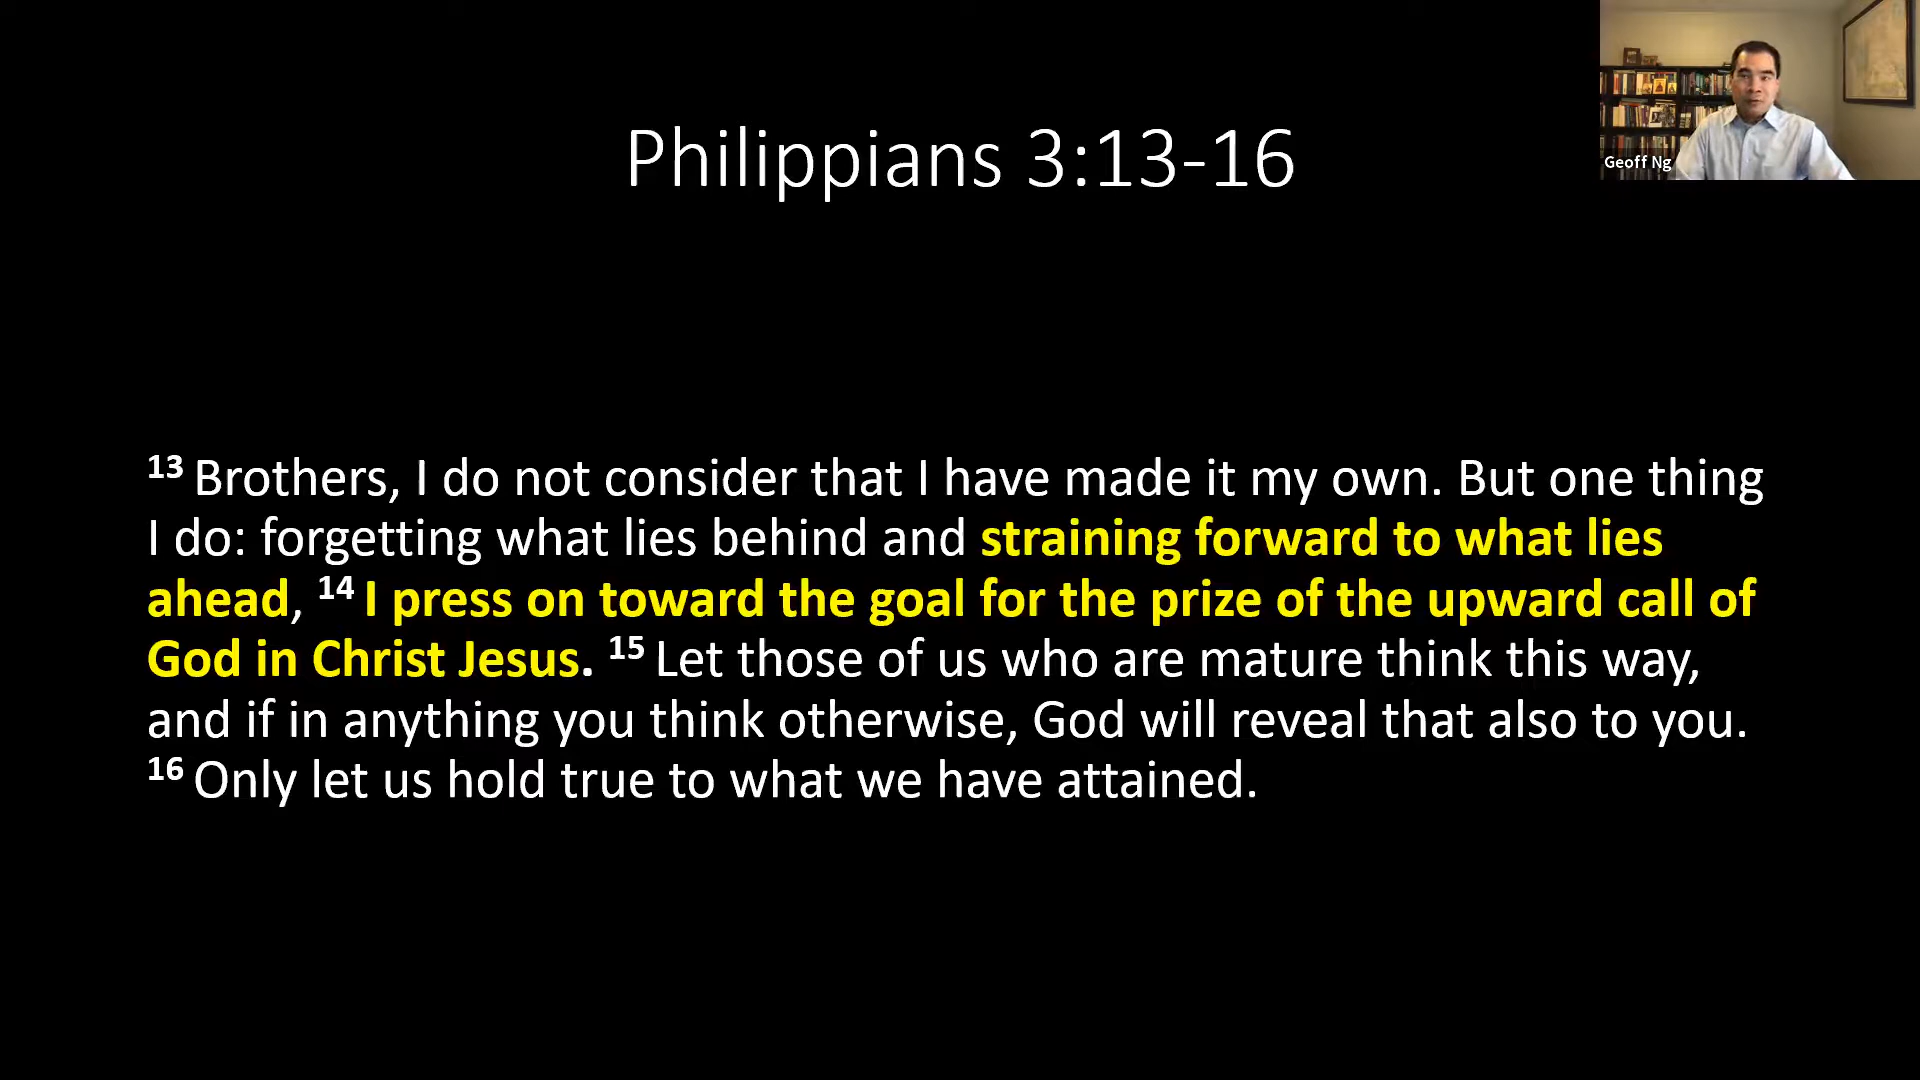 Geoff Ng
Philippians 3:13-16
13 Brothers, I do not consider that I have made it my own. But one thing
I do: forgetting what lies behind and straining forward to what lies
ahead, 14 I press on toward the goal for the prize of the upward call of
God in Christ Jesus. 15 Let those of us who are mature think this way,
and if in anything you think otherwise, God will reveal that also to you.
16 Only let us hold true to what we have attained.